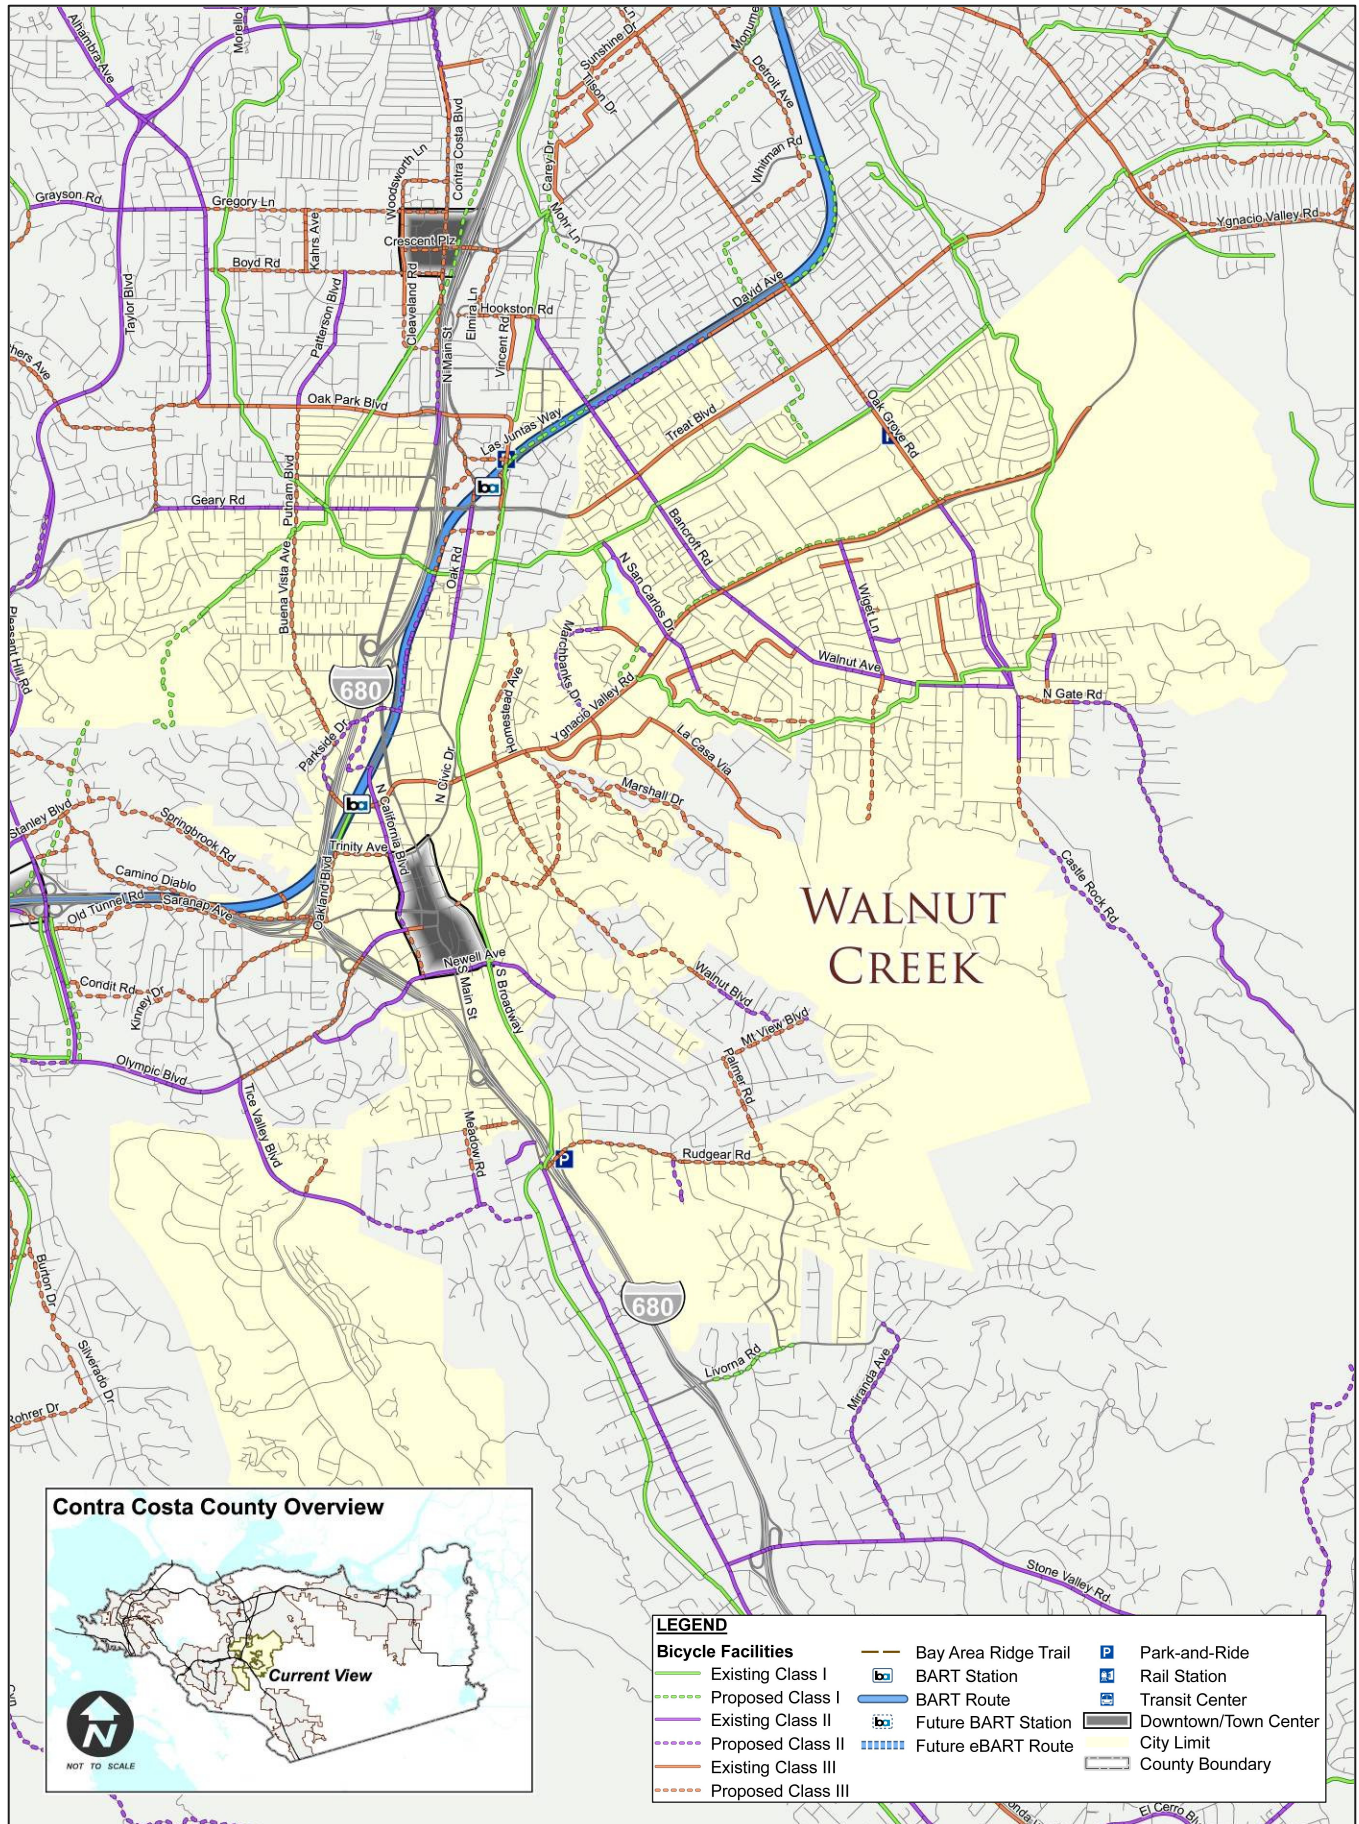 Alhambra Ave
Morello
Sunshine Dr
Ln
Monume
Detroit Ave
Tilson Dr
Contra Costa Blvd
Woodsworth Ln
Carey Dr
Whitman Rd
Grayson Rd
Gregory Ln
Kahrs Ave
Mohr Ln
Ygnacio Valley Rd
Crescent Plz
Boyd Rd
Taylor Blvd
Patterson Blvd
Cleaveland Rd
N Main St
Elmira Ln
Hookston Rd
Vincent Rd
David Ave
hers Ave
Oak Park Blvd
Las Juntas Way
Treat Blvd
Oak Grove Rd
P
ba
Geary Rd
Putnam Blvd
Buena Vista Ave
Oak Rd
Bancroft Rd
N San Carlos Dr
Wiget Ln
Walnut Ave
Pleasant Hill Rd
680
Marchbanks Dr
Homestead Ave
Ygnacio Valley Rd
N Gate Rd
Parkside Dr
N Civic Dr
La Casa Via
Marshall Dr
ba
N California Blvd
Stanley Blvd
Springbrook Rd
Trinity Ave
Camino Diablo
Old Tunnel Rd
Saranap Ave
Oakland Blvd
Castle Rock Rd
WALNUT
CREEK
Newell Ave
S Main St
S Broadway
Walnut Blvd
Mt View Blvd
Condit Rd
Kinney Dr
Palmer Rd
Olympic Blvd
Tice Valley Blvd
Meadow Rd
P
Rudgear Rd
Burton Dr
680
Silverado Dr
Livorna Rd
Miranda Ave
Rohrer Dr
Stone Valley Rd
Contra Costa County Overview
Current View
N
NOT TO SCALE
LEGEND
Bicycle Facilities
Existing Class I
Proposed Class I
Existing Class II
Proposed Class II
Existing Class III
Proposed Class III
Bay Area Ridge Trail
ba BART Station
BART Route
ba Future BART Station
Future eBART Route
P Park-and-Ride
Rail Station
Transit Center
Downtown/Town Center
City Limit
County Boundary
El Cerro Blv